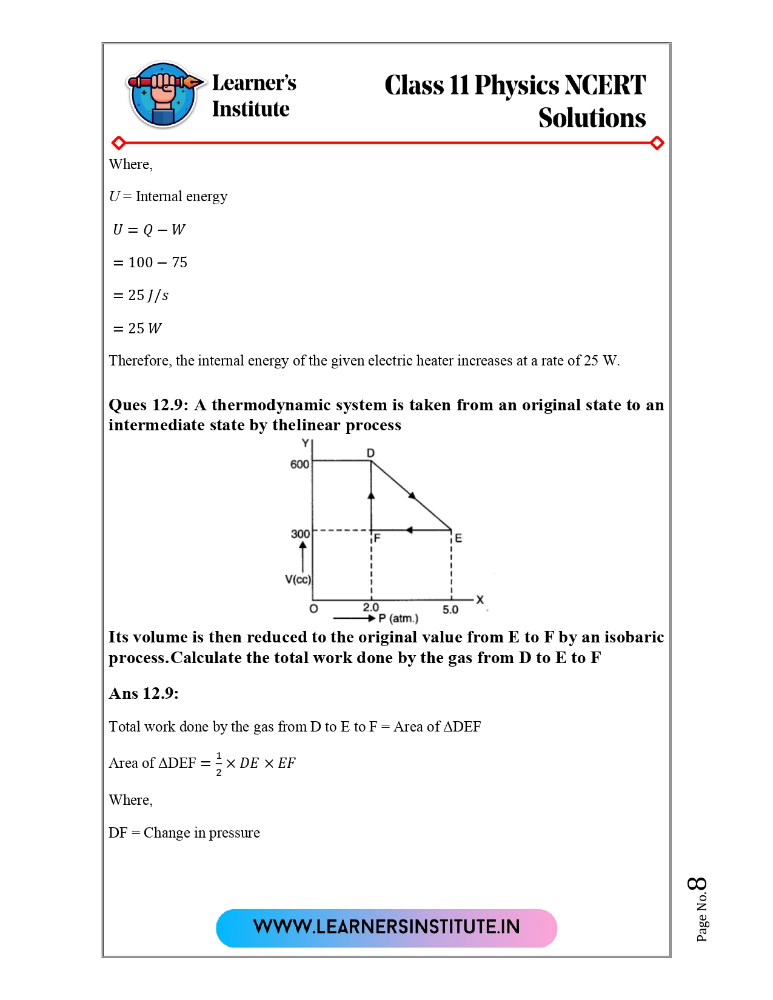 Learner's
Institute
Class 11 Physics NCERT
Solutions
Where,
U = Internal energy
U = Q − W
= 100 − 75
= 25 J/s
= 25 W
Therefore, the internal energy of the given electric heater increases at a rate of 25 W.
Ques 12.9: A thermodynamic system is taken from an original state to an
intermediate state by thelinear process
Y
D
600
300
F
E
V(cc)
O
2.0
5.0
X
P (atm.)
Its volume is then reduced to the original value from E to F by an isobaric
process.Calculate the total work done by the gas from D to E to F
Ans 12.9:
Total work done by the gas from D to E to F = Area of ΔDEF
Area of ΔDEF = 1/2 × DE × EF
Where,
DF = Change in pressure
Page No.8
WWW.LEARNERSINSTITUTE.IN